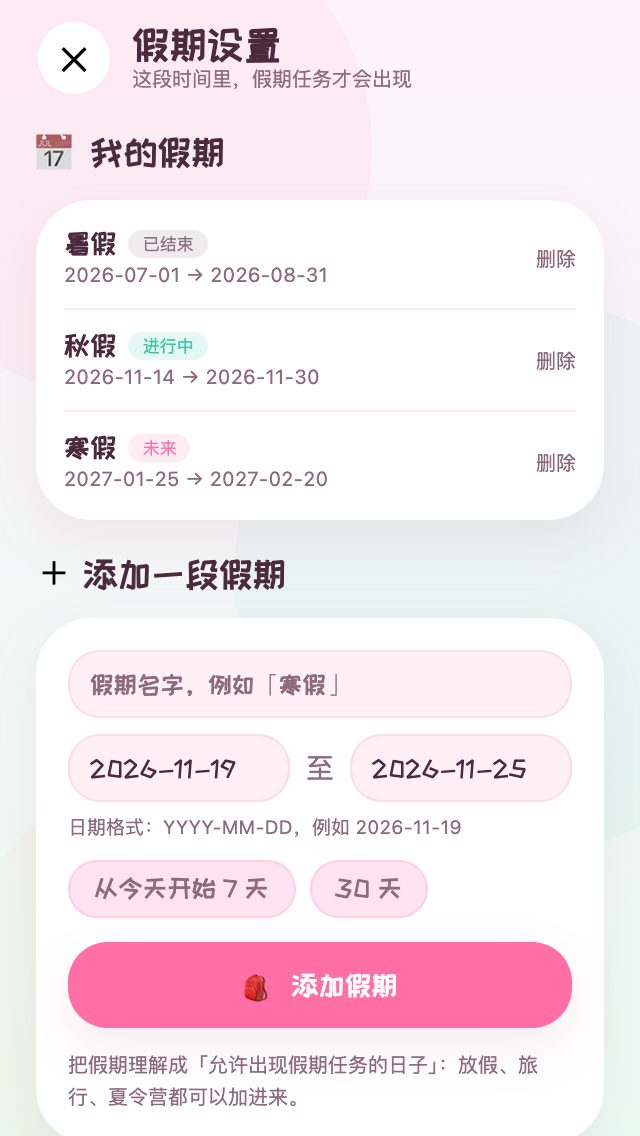 假期设置
这段时间里，假期任务才会出现
JUL
17
我的假期
暑假 已结束
2026-07-01 → 2026-08-31
删除
秋假 进行中
2026-11-14 → 2026-11-30
删除
寒假 未来
2027-01-25 → 2027-02-20
删除
+ 添加一段假期
假期名字，例如「寒假」
2026-11-19 至 2026-11-25
日期格式：YYYY-MM-DD，例如 2026-11-19
从今天开始 7 天 30 天
添加假期
把假期理解成「允许出现假期任务的日子」：放假、旅
行、夏令营都可以加进来。